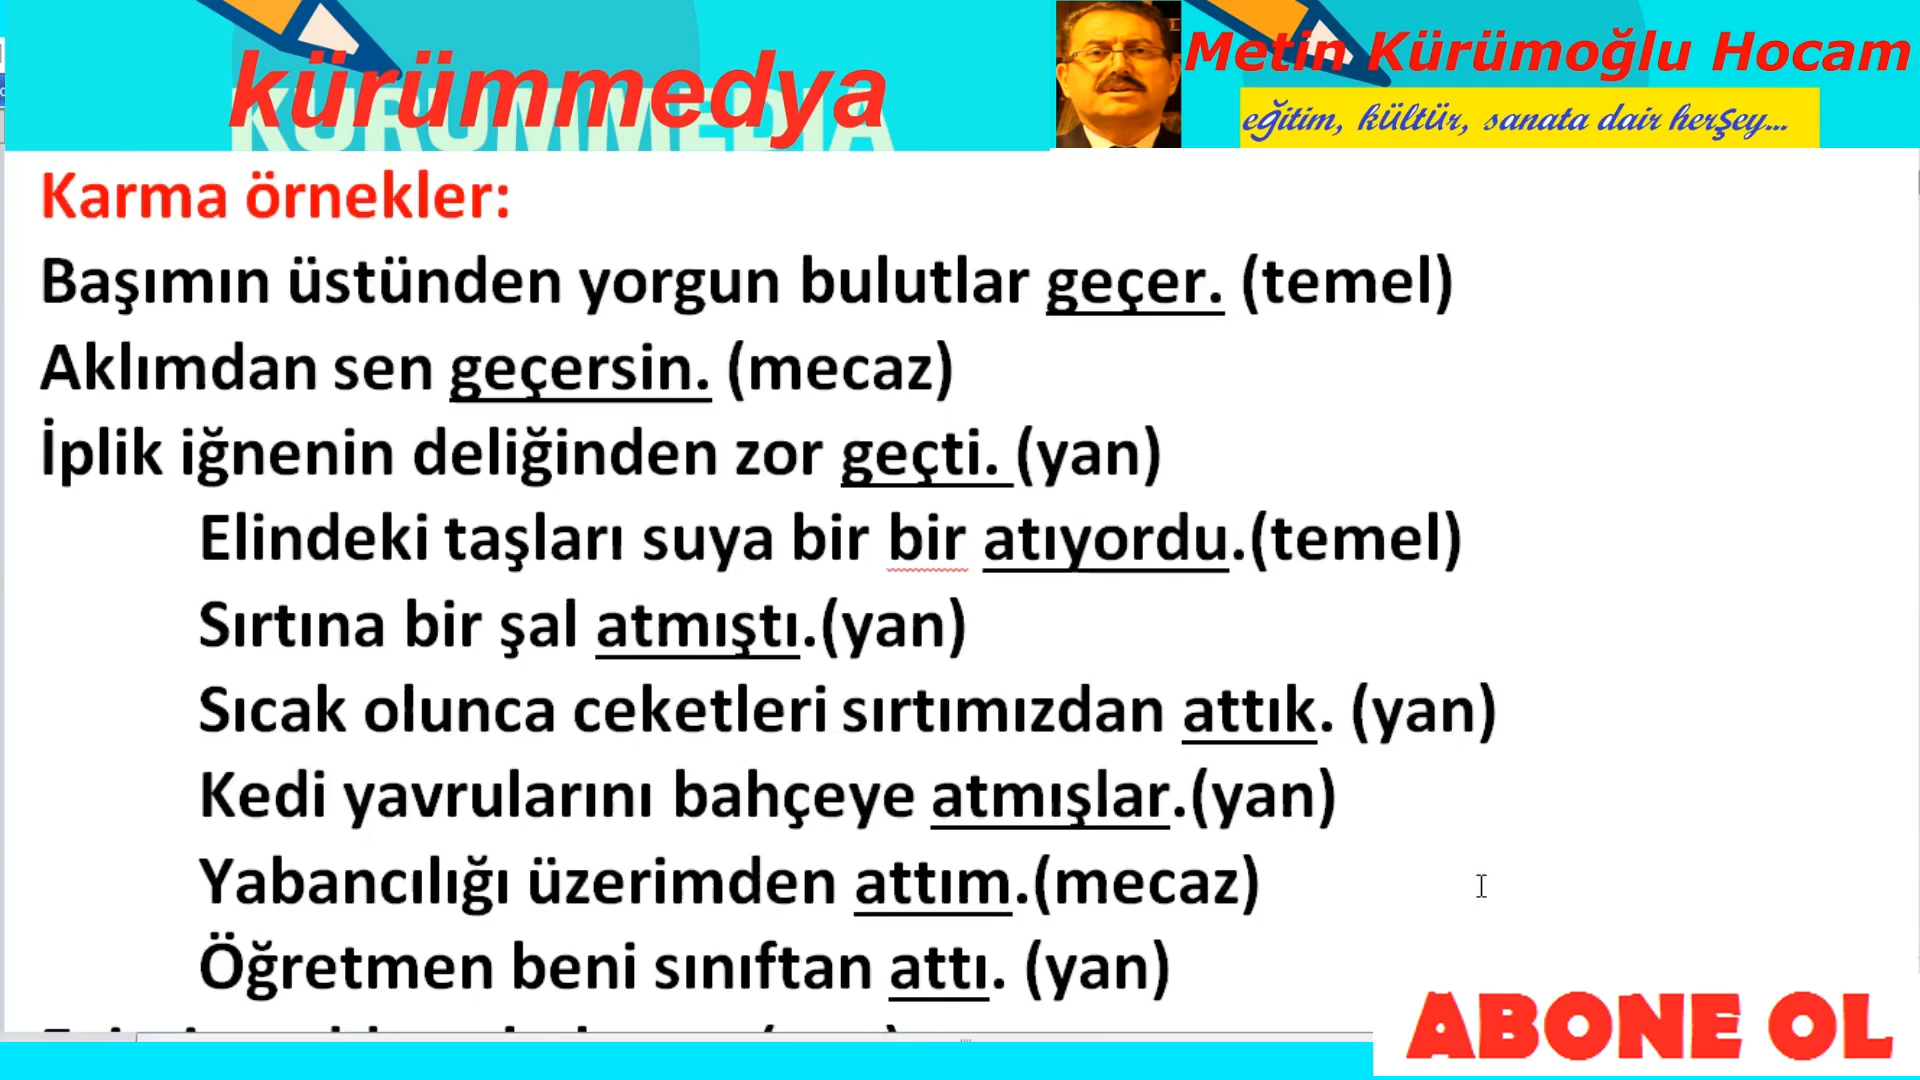 kürümmedya
KÜRÜMMEDİA
Metin Kürümoğlu Hocam
eğitim, kültür, sanata dair herşey...
Karma örnekler:
Başımın üstünden yorgun bulutlar geçer. (temel)
Aklımdan sen geçersin. (mecaz)
İplik iğnenin deliğinden zor geçti. (yan)
Elindeki taşları suya bir bir atıyordu.(temel)
Sırtına bir şal atmıştı.(yan)
Sıcak olunca ceketleri sırtımızdan attık. (yan)
Kedi yavrularını bahçeye atmışlar.(yan)
Yabancılığı üzerimden attım.(mecaz)
Öğretmen beni sınıftan attı. (yan)
ABONE OL